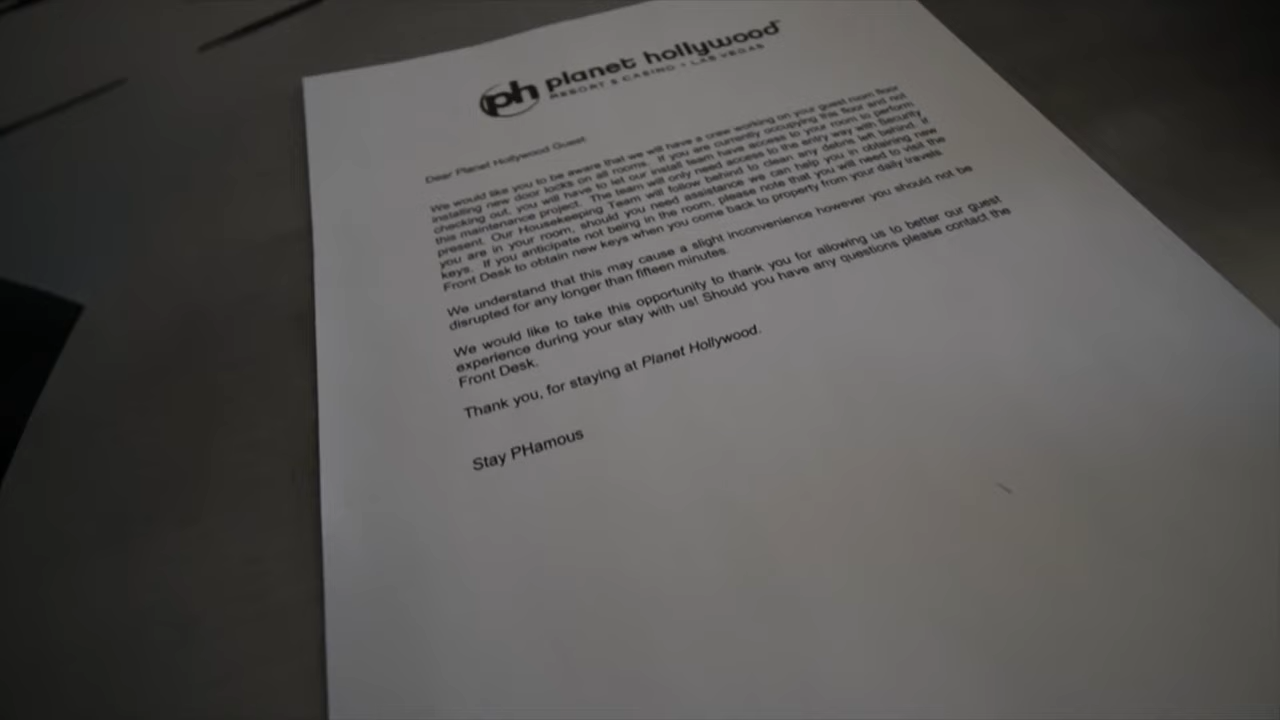 ph planet hollywood
RESORT & CASINO • LAS VEGAS
Dear Planet Hollywood Guest
We would like you to be aware that we will have a crew working on your guest room floor
installing new door locks on all rooms. If you are currently occupying this floor and not
checking out, you will have to let our install team have access to your room to perform
this maintenance project. The team will only need access to the entry way with Security
present. Our Housekeeping Team will follow behind to clean any debris left behind. If
you are in your room, should you need assistance we can help you in obtaining new
keys. If you anticipate not being in the room, please note that you will need to visit the
Front Desk to obtain new keys when you come back to property from your daily travels.
We understand that this may cause a slight inconvenience however you should not be
disrupted for any longer than fifteen minutes.
We would like to take this opportunity to thank you for allowing us to better our guest
experience during your stay with us! Should you have any questions please contact the
Front Desk.
Thank you, for staying at Planet Hollywood.
Stay PHamous